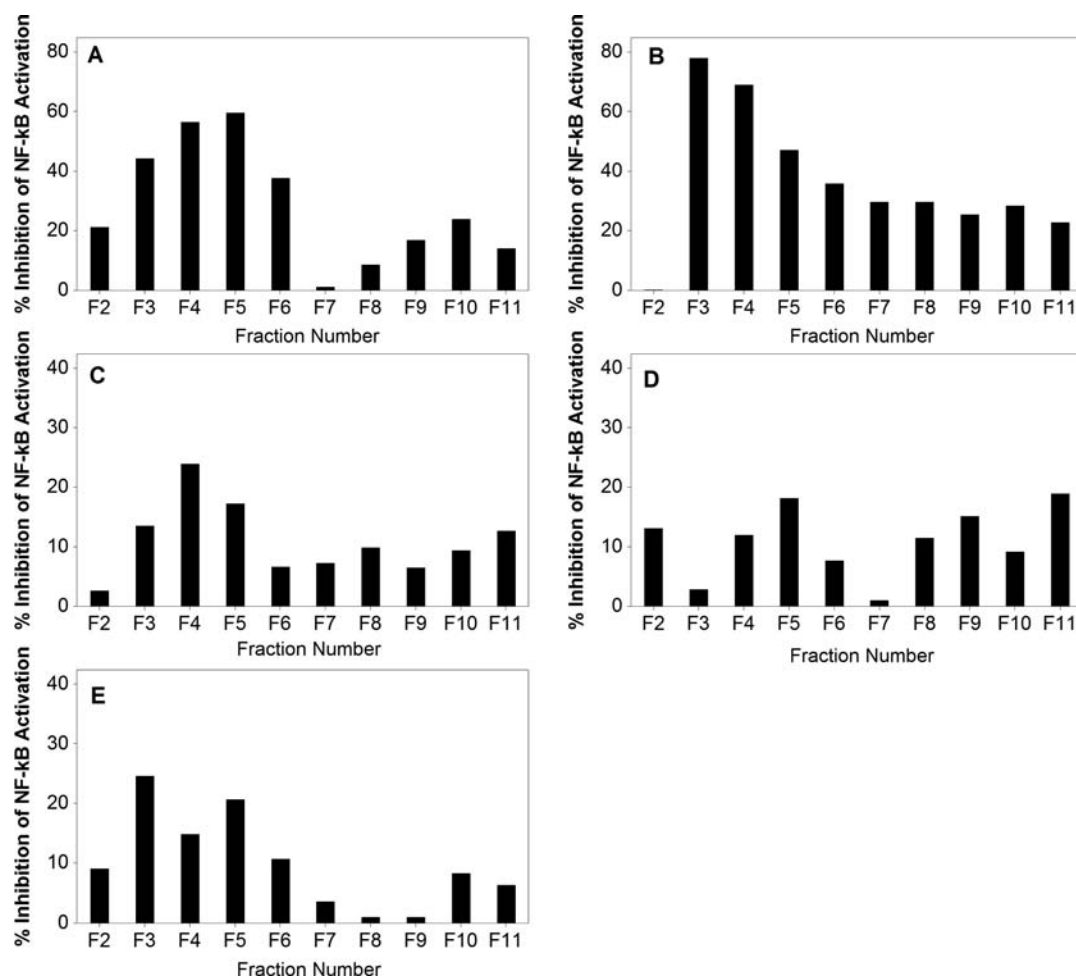 % Inhibition of NF-kB Activation
A
80
60
40
20
0
F2 F3 F4 F5 F6 F7 F8 F9 F10 F11
Fraction Number
% Inhibition of NF-kB Activation
B
80
60
40
20
0
F2 F3 F4 F5 F6 F7 F8 F9 F10 F11
Fraction Number
% Inhibition of NF-kB Activation
C
40
30
20
10
0
F2 F3 F4 F5 F6 F7 F8 F9 F10 F11
Fraction Number
% Inhibition of NF-kB Activation
D
40
30
20
10
0
F2 F3 F4 F5 F6 F7 F8 F9 F10 F11
Fraction Number
% Inhibition of NF-kB Activation
E
40
30
20
10
0
F2 F3 F4 F5 F6 F7 F8 F9 F10 F11
Fraction Number